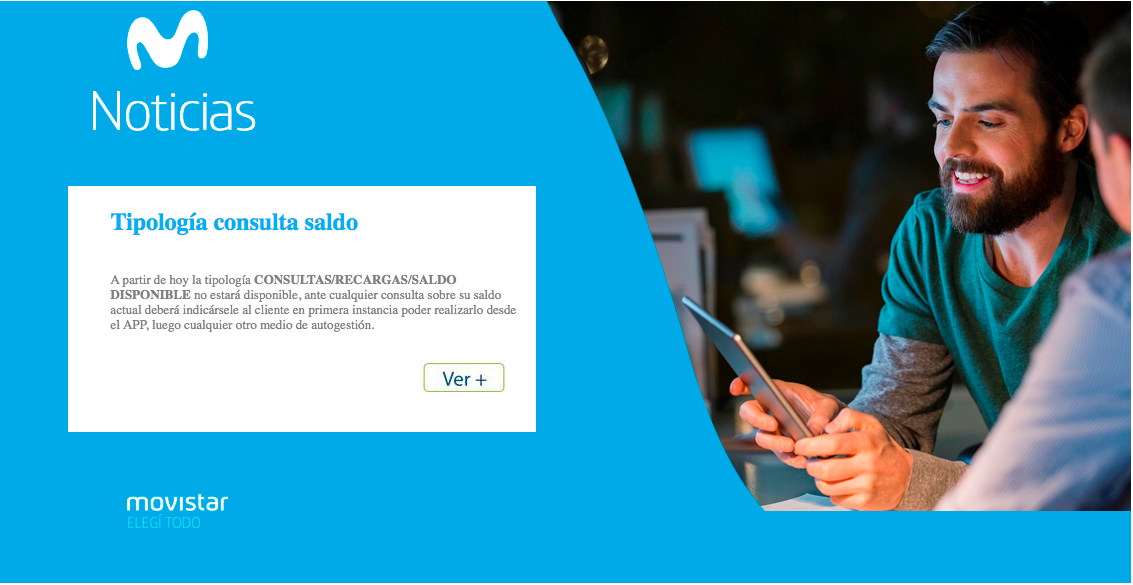 Noticias
Tipología consulta saldo
A partir de hoy la tipología CONSULTAS/RECARGAS/SALDO
DISPONIBLE no estará disponible, ante cualquier consulta sobre su saldo
actual deberá indicársele al cliente en primera instancia poder realizarlo desde
el APP, luego cualquier otro medio de autogestión.
Ver +
movistar
ELEGÍ TODO